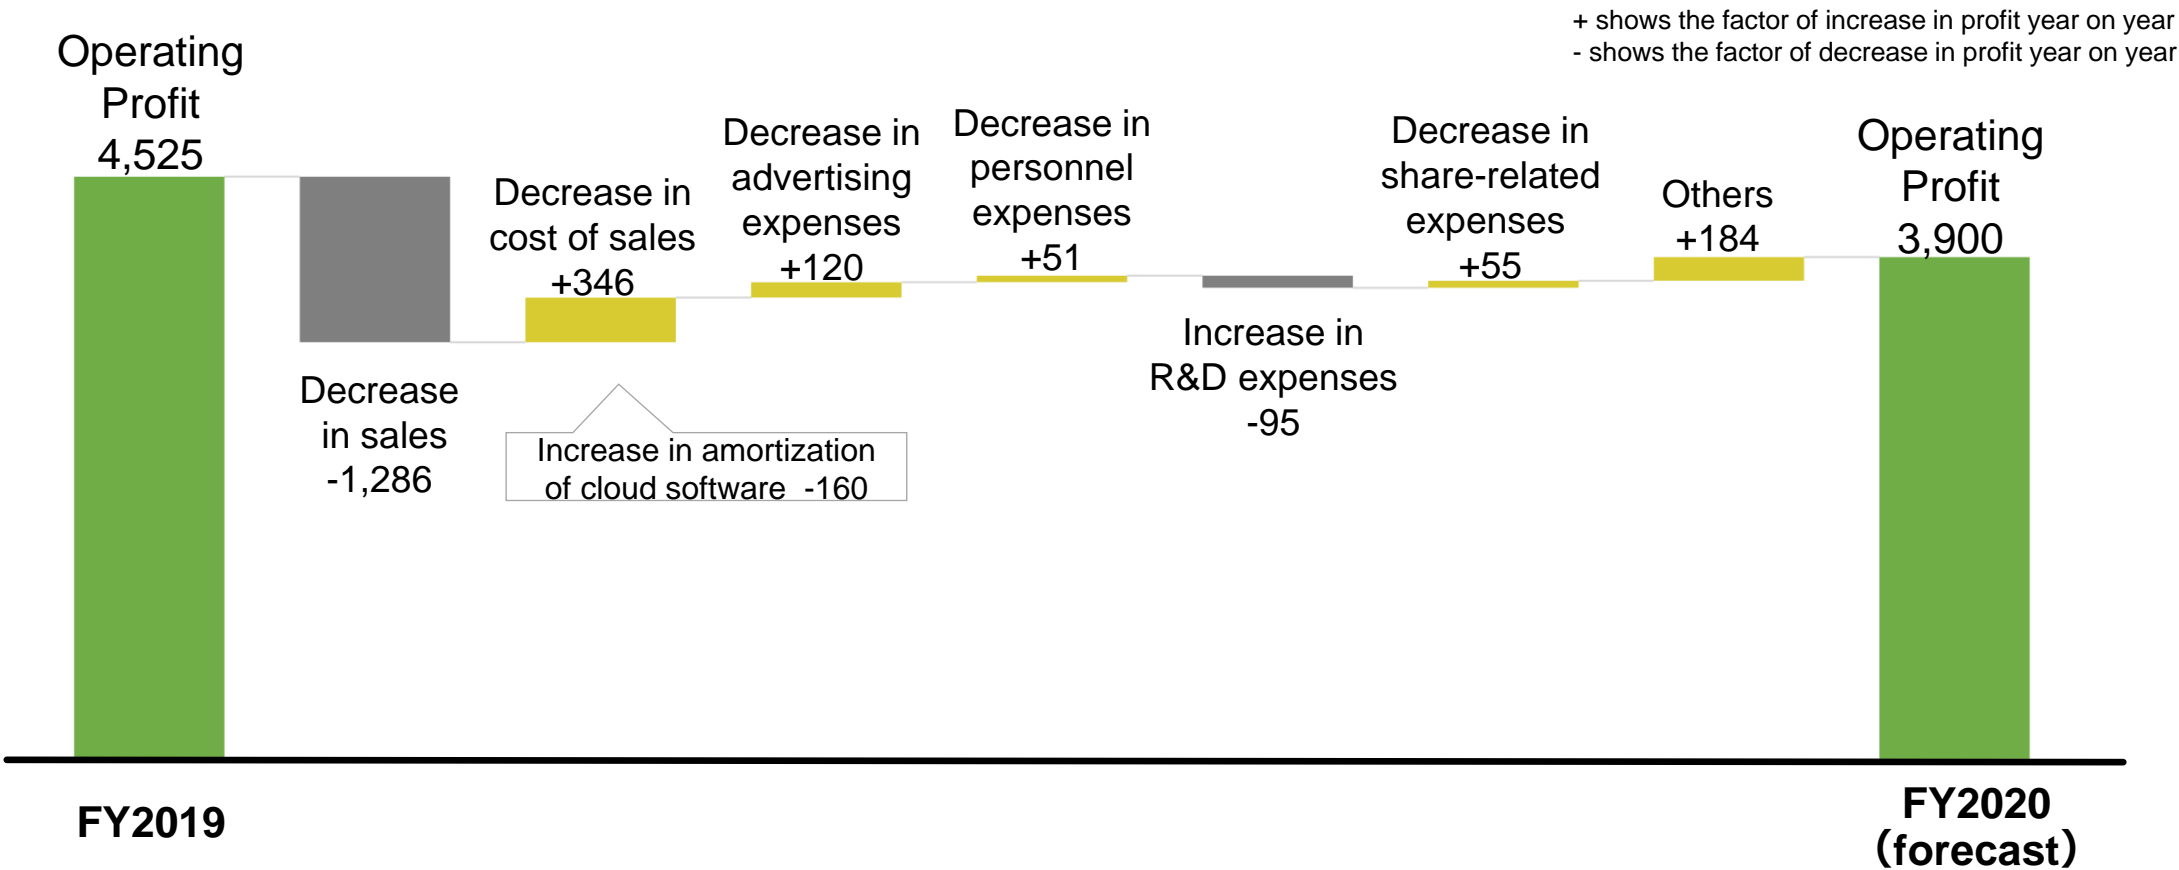 + shows the factor of increase in profit year on year
- shows the factor of decrease in profit year on year
Operating
Profit
4,525
Decrease
in sales
-1,286
Decrease in
cost of sales
+346
Increase in amortization
of cloud software -160
Decrease in
advertising
expenses
+120
Decrease in
personnel
expenses
+51
Increase in
R&D expenses
-95
Decrease in
share-related
expenses
+55
Others
+184
Operating
Profit
3,900
FY2019
FY2020
(forecast)